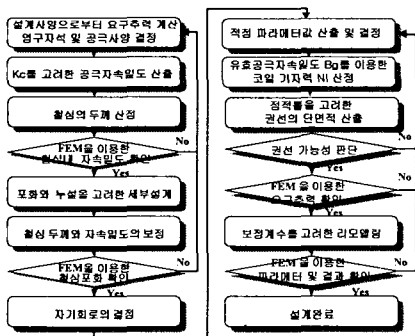 설계사양으로부터 요구추력 계산
영구자석 및 공극사양 결정
Kc를 고려한 공극자속밀도 산출
철심의 두께 산정
FEM을 이용한
철심내 자속밀도 확인
No
Yes
포화와 누설을 고려한 세부설계
철심 두께와 자속밀도의 보정
FEM을 이용한
철심포화 확인
No
Yes
자기회로의 결정
적정 파라메터값 산출 및 결정
유효공극자속밀도 Bg를 이용한
코일 기자력 NI 산정
점적률을 고려한
권선의 단면적 산출
No
권선 가능성 판단
Yes
FEM을 이용한
요구추력 확인
No
Yes
보정계수를 고려한 리모델링
FEM을 이용한
파라메터 및 결과 확인
No
Yes
설계완료